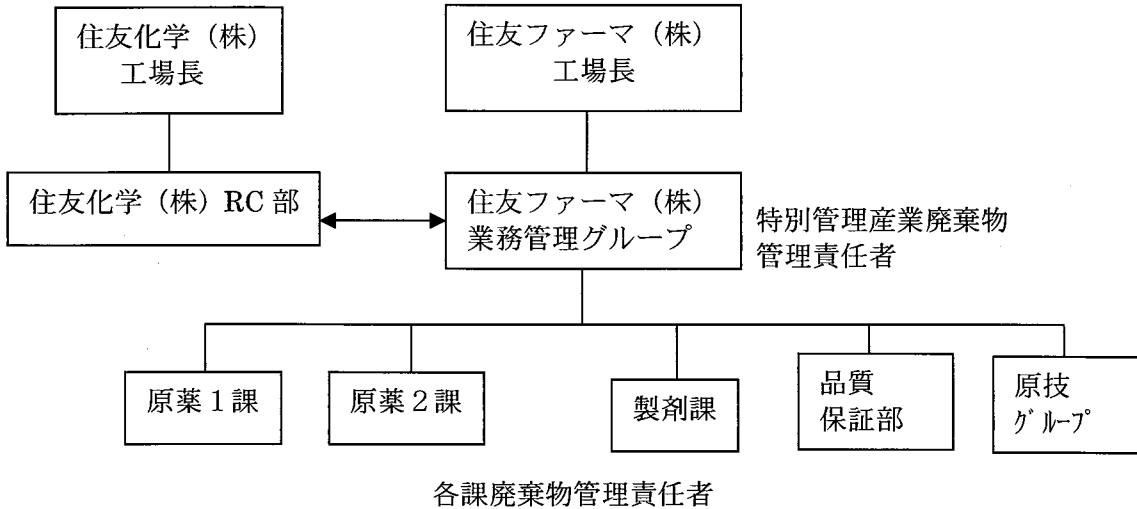 住友化学（株）
工場長
住友ファーマ（株）
工場長
住友化学（株）RC部
住友ファーマ（株）
業務管理グループ
特別管理産業廃棄物
管理責任者
原薬１課
原薬２課
製剤課
品質
保証部
原技
ｸﾞﾙｰﾌﾟ
各課廃棄物管理責任者